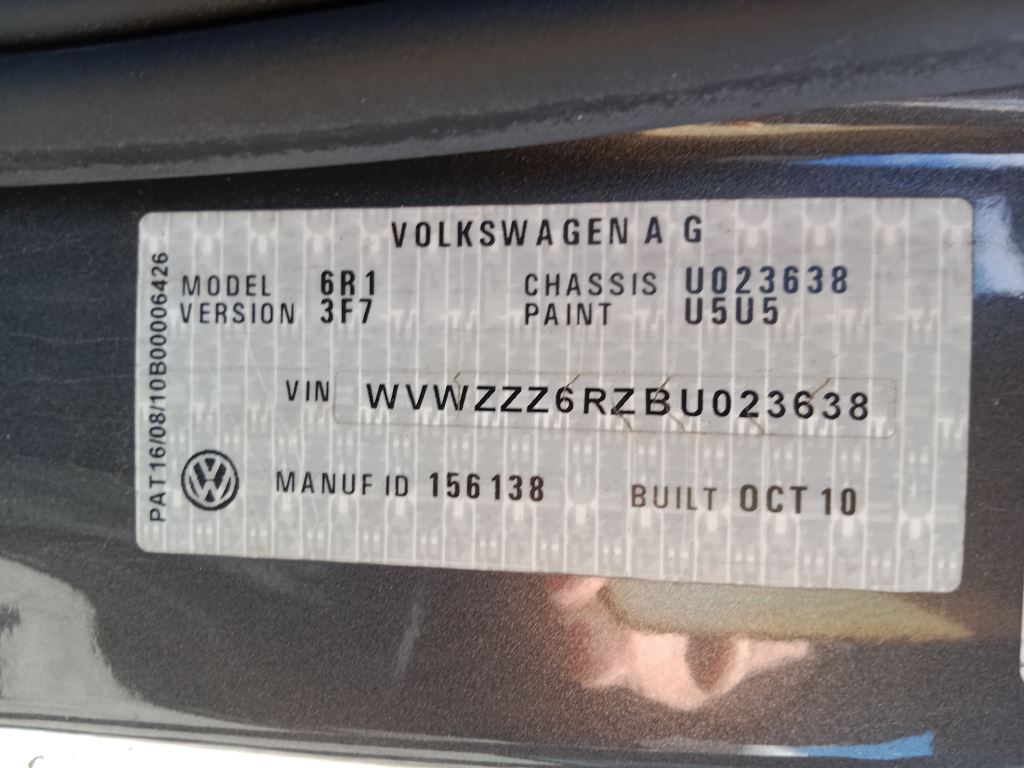 VOLKSWAGEN A G
MODEL 6R1 CHASSIS U023638
VERSION 3F7 PAINT U5U5
VIN WVWZZZ6RZBU023638
MANUF ID 156138 BUILT OCT 10
PAT16/08/10B00006426